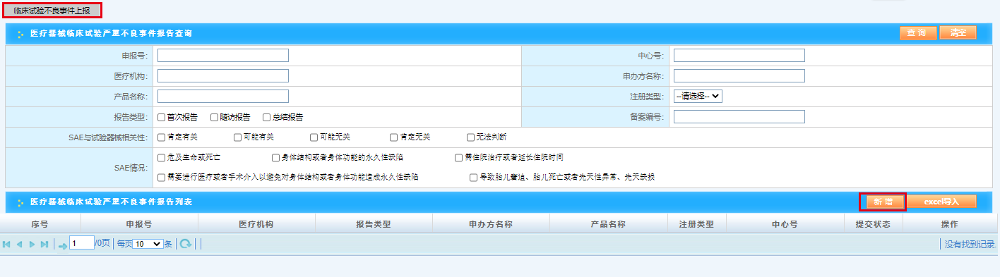 临床试验不良事件上报
医疗器械临床试验严重不良事件报告查询 查 询 清空
申报号: 中心号:
医疗机构: 申办方名称:
产品名称: 注册类型: --请选择--
报告类型: 首次报告 随访报告 总结报告 备案编号:
SAE与试验器械相关性: 肯定有关 可能有关 可能无关 肯定无关 无法判断
SAE情况: 危及生命或死亡 身体结构或者身体功能的永久性缺陷 需住院治疗或者延长住院时间
需要进行医疗或者手术介入以避免对身体结构或者身体功能造成永久性缺陷 导致胎儿窘迫、胎儿死亡或者先天性异常、先天缺损
医疗器械临床试验严重不良事件报告列表 新 增 excel导入
序号 申报号 医疗机构 报告类型 申办方名称 产品名称 注册类型 中心号 提交状态 操作
1 /0页 每页 10 条 没有找到记录.